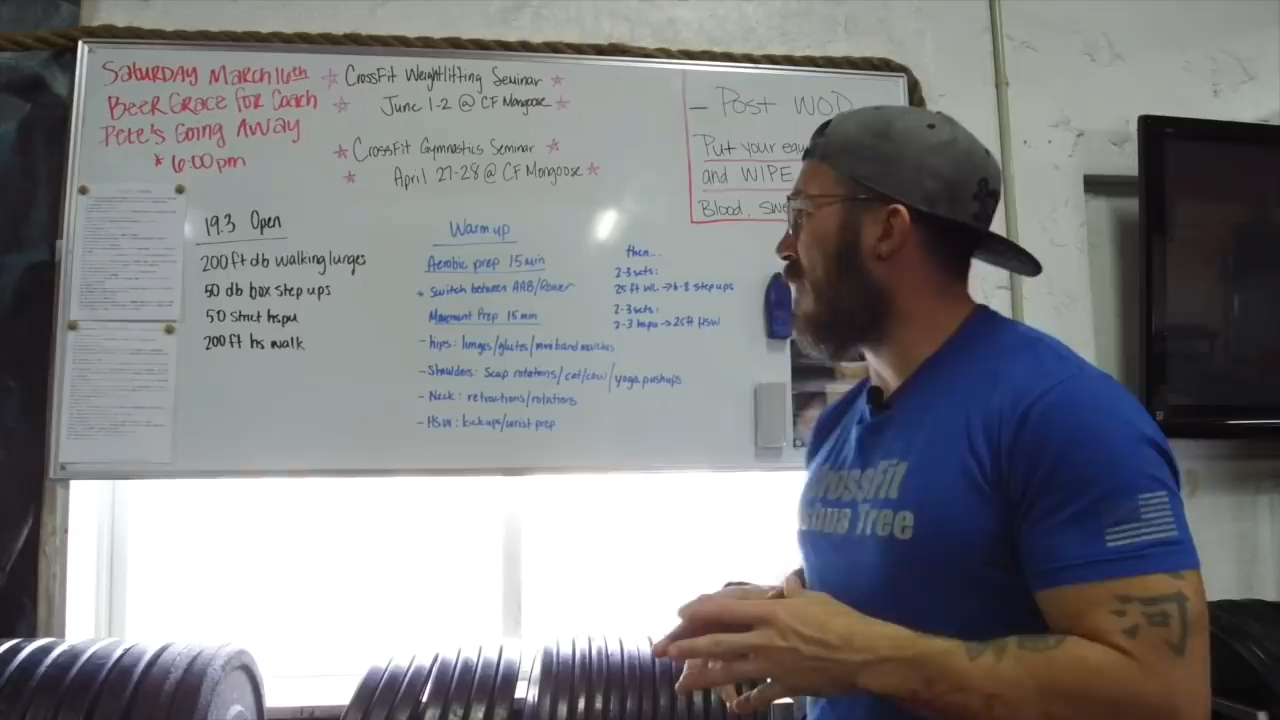 Saturday March 16th
Beer Grace for Coach
Pete's Going Away
* 6:00pm
CrossFit Weightlifting Seminar
June 1-2 @ CF Mongoose
CrossFit Gymnastics Seminar
April 27-28 @ CF Mongoose
- Post WOD
Put your equ
and WIPE
Blood, swe
19.3 Open
200 ft db walking lunges
50 db box step ups
50 strict hspu
200 ft hs walk
Warm up
Aerobic prep 15 min
* Switch between AAB/Rower
Movement Prep 15 min
- hips: lunges/glutes/miniband marches
- Shoulders: Scap rotations/cat/cow/yoga pushups
- Neck: retractions/rotations
- HSW: kickups/wrist prep
then...
2-3 sets:
25 ft WL → 6-8 step ups
2-3 sets:
2-3 hspu → 25 ft HSW
CrossFit
shua Tree
河